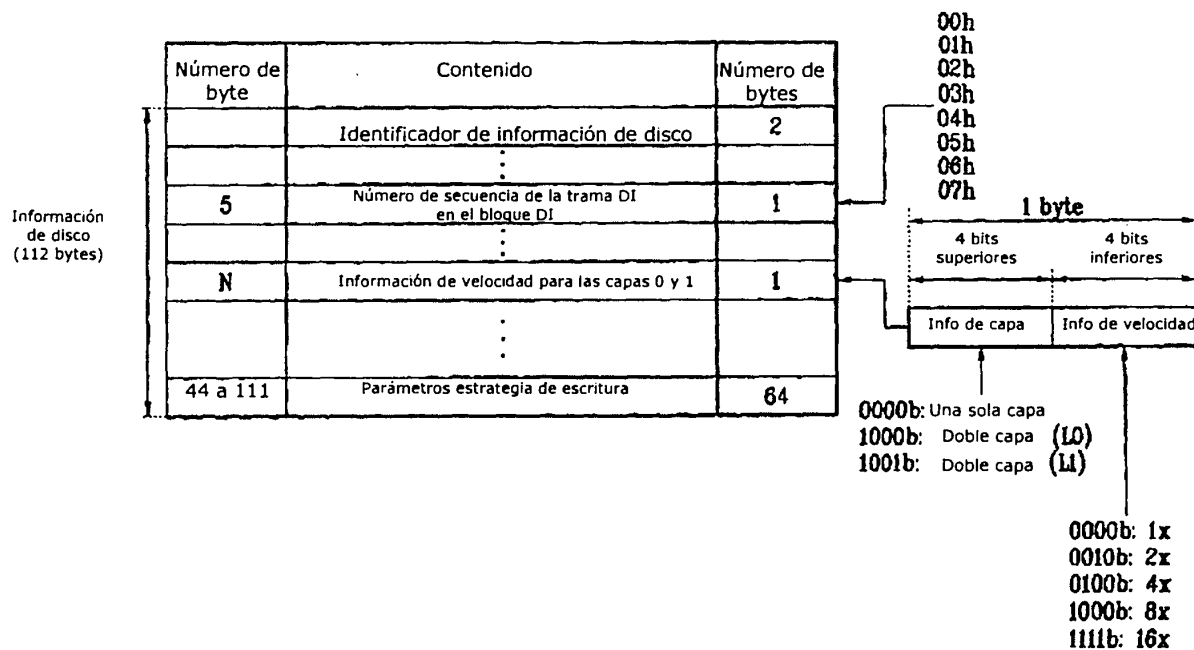 00h
01h
02h
03h
04h
05h
06h
07h
Número de
byte
Contenido
Número de
bytes
Identificador de información de disco
2
5
Número de secuencia de la trama DI
en el bloque DI
1
N
Información de velocidad para las capas 0 y 1
1
44 a 111
Parámetros estrategia de escritura
64
Información
de disco
(112 bytes)
1 byte
4 bits
superiores
4 bits
inferiores
Info de capa
Info de velocidad
0000b: Una sola capa
1000b: Doble capa (L0)
1001b: Doble capa (L1)
0000b: 1x
0010b: 2x
0100b: 4x
1000b: 8x
1111b: 16x